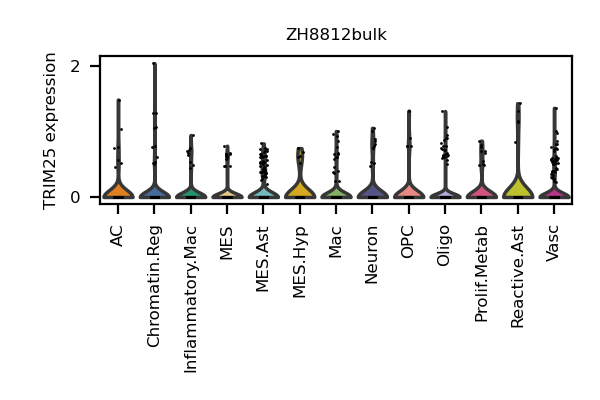 ZH8812bulk
TRIM25 expression
2
0
AC
Chromatin.Reg
Inflammatory.Mac
MES
MES.Ast
MES.Hyp
Mac
Neuron
OPC
Oligo
Prolif.Metab
Reactive.Ast
Vasc